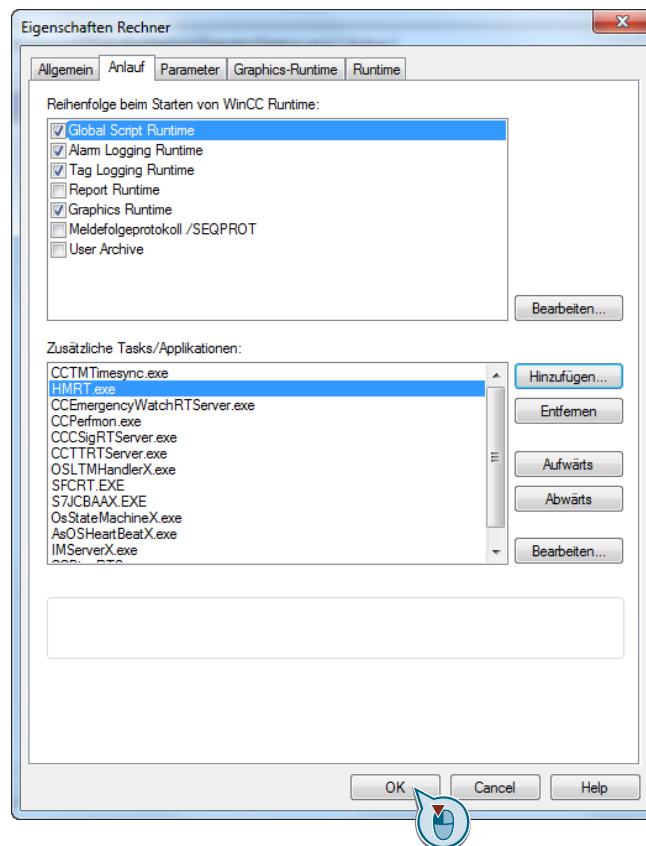 Eigenschaften Rechner
Allgemein Anlauf Parameter Graphics-Runtime Runtime
Reihenfolge beim Starten von WinCC Runtime:
Global Script Runtime
Alarm Logging Runtime
Tag Logging Runtime
Report Runtime
Graphics Runtime
Meldefolgeprotokoll /SEQPROT
User Archive
Bearbeiten...
Zusätzliche Tasks/Applikationen:
CCTMTimesync.exe
HMRT.exe
CCEmergencyWatchRTServer.exe
CCPerfmon.exe
CCCSigRTServer.exe
CCTTRTServer.exe
OSLTMHandlerX.exe
SFCRT.EXE
S7JCBAAX.EXE
OsStateMachineX.exe
AsOSHeartBeatX.exe
IMServerX.exe
Hinzufügen...
Entfernen
Aufwärts
Abwärts
Bearbeiten...
OK Cancel Help